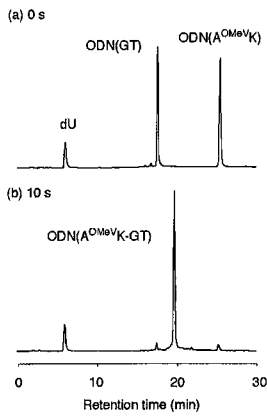 (a) 0 s
ODN(GT) ODN(A^OMeV K)
dU
(b) 10 s
ODN(A^OMeV K-GT)
0 10 20 30
Retention time (min)